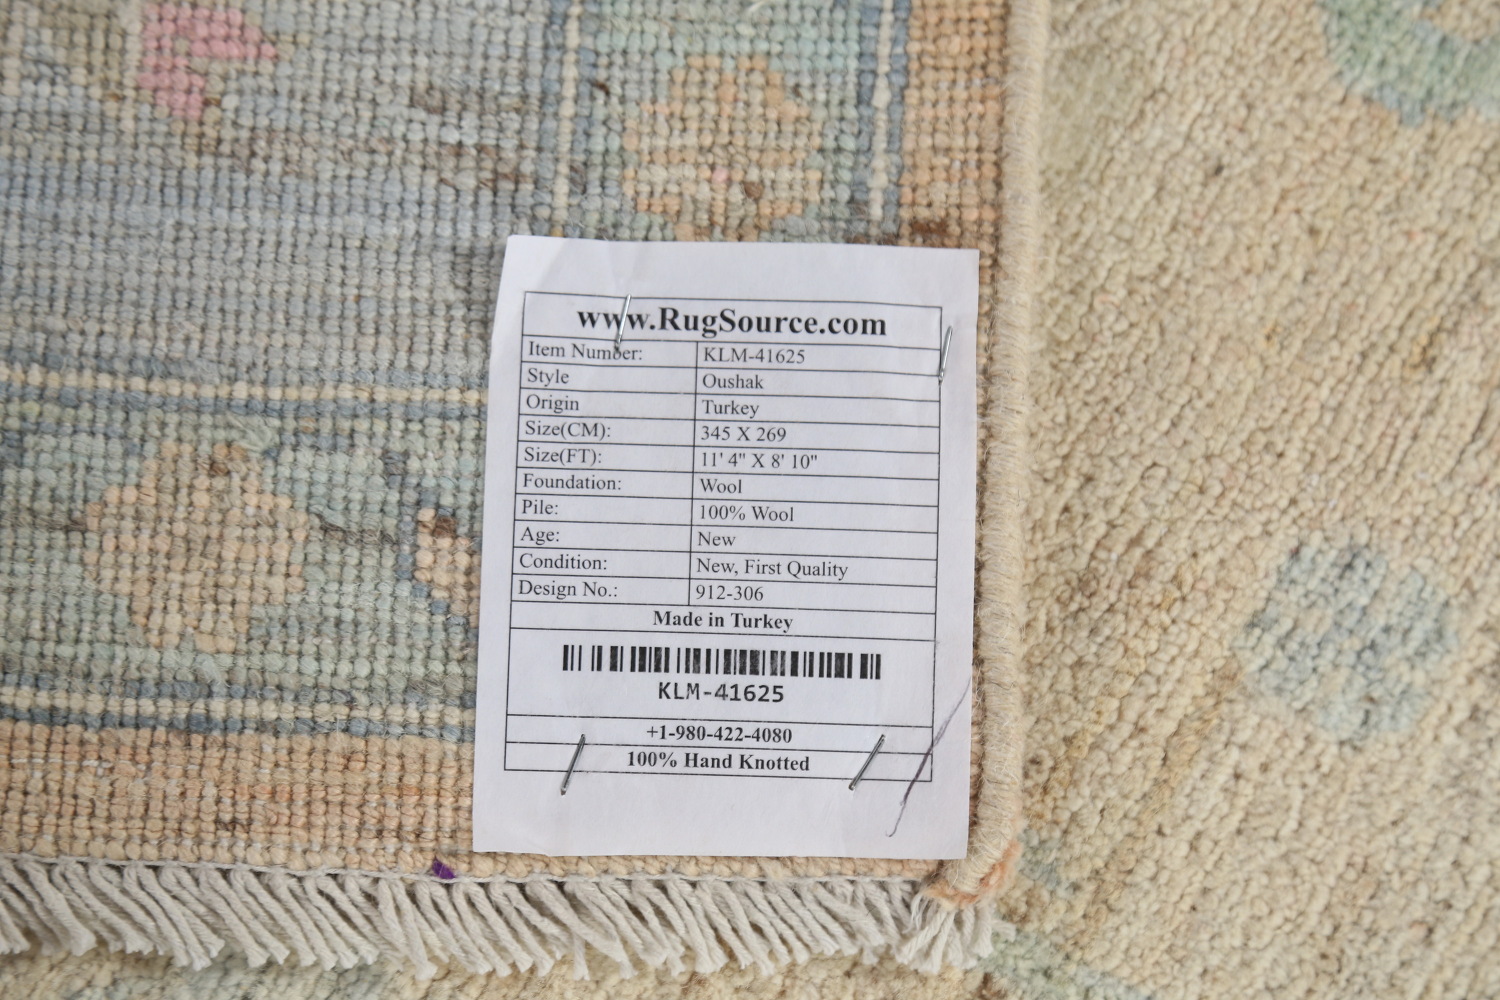 www.RugSource.com
Item Number: KLM-41625
Style Oushak
Origin Turkey
Size(CM): 345 X 269
Size(FT): 11' 4" X 8' 10"
Foundation: Wool
Pile: 100% Wool
Age: New
Condition: New, First Quality
Design No.: 912-306
Made in Turkey
KLM-41625
+1-980-422-4080
100% Hand Knotted